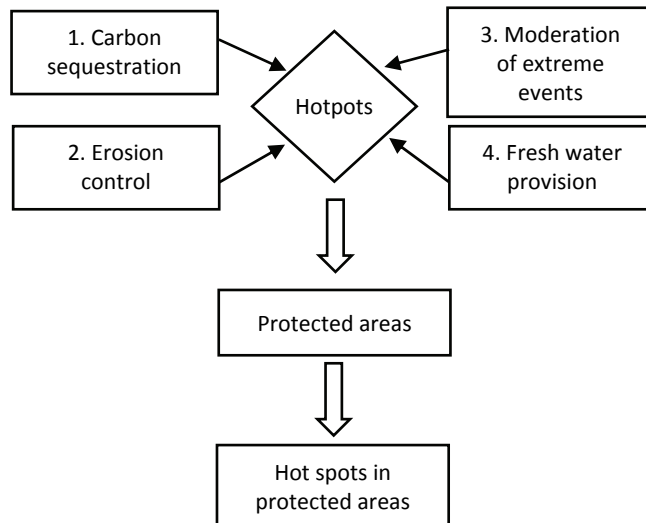 1. Carbon
sequestration
3. Moderation
of extreme
events
Hotpots
2. Erosion
control
4. Fresh water
provision
Protected areas
Hot spots in
protected areas